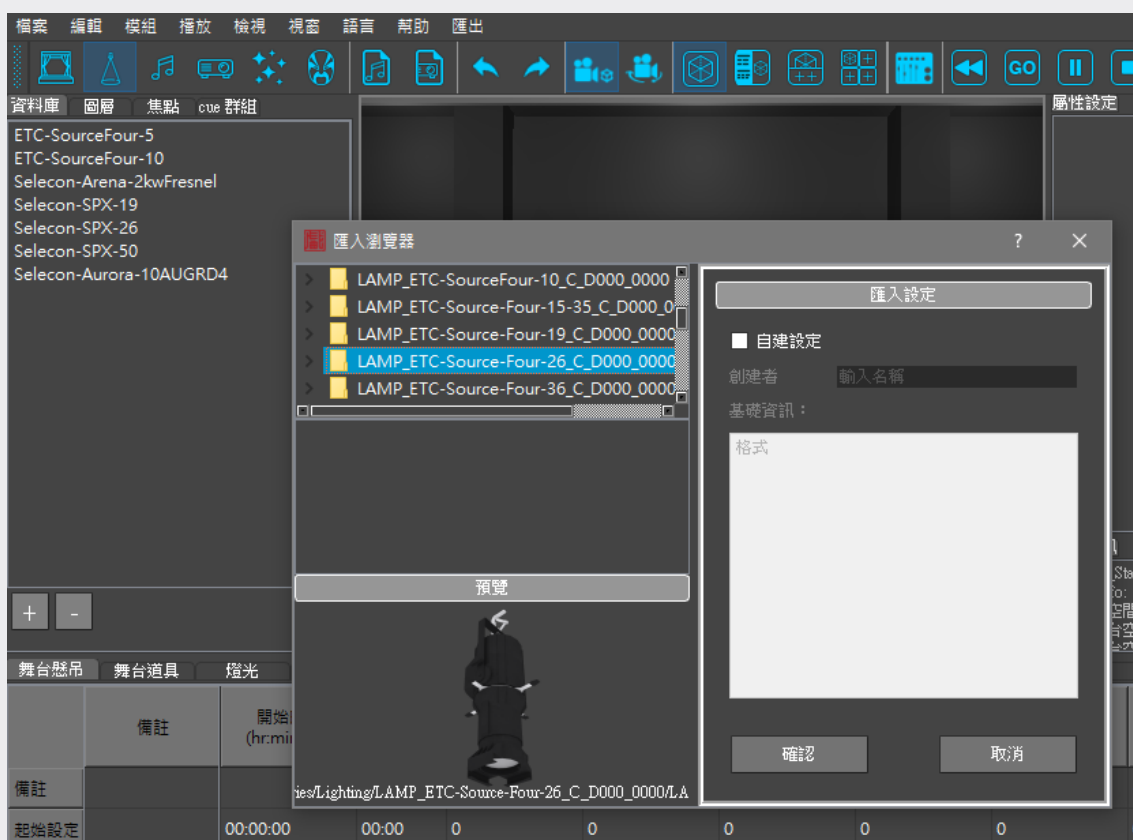 檔案 編輯 模組 播放 檢視 視窗 語言 幫助 匯出
GO
資料庫 圖層 焦點 cue 群組
屬性設定
ETC-SourceFour-5
ETC-SourceFour-10
Selecon-Arena-2kwFresnel
Selecon-SPX-19
Selecon-SPX-26
Selecon-SPX-50
Selecon-Aurora-10AUGRD4
匯入瀏覽器
? ×
LAMP_ETC-SourceFour-10_C_D000_0000
LAMP_ETC-Source-Four-15-35_C_D000_0
LAMP_ETC-Source-Four-19_C_D000_0000
LAMP_ETC-Source-Four-26_C_D000_0000
LAMP_ETC-Source-Four-36_C_D000_0000
匯入設定
自建設定
創建者 輸入名稱
基礎資訊：
格式
預覽
ies/Lighting/LAMP_ETC-Source-Four-26_C_D000_0000/LA
確認 取消
+ -
舞台懸吊 舞台道具 燈光
備註 開始
(hr:mi
備註
起始設定 00:00:00 00:00 0 0 0 0 0